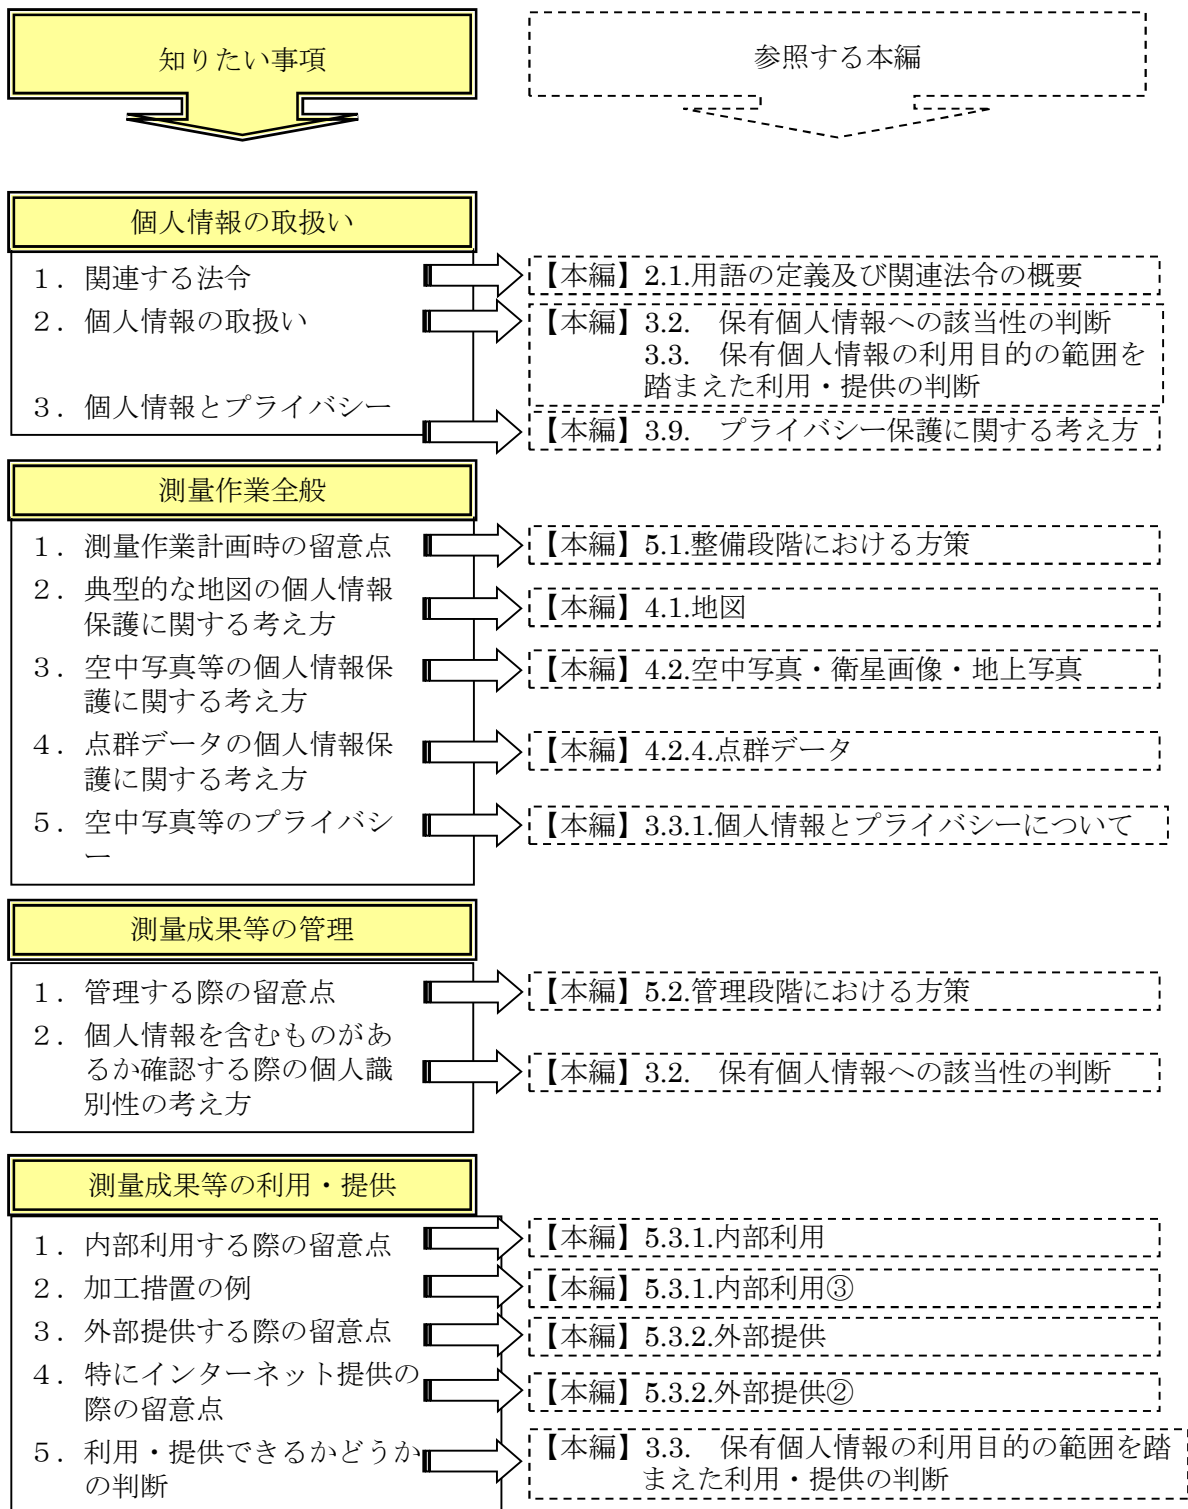 知りたい事項
参照する本編
個人情報の取扱い
１．関連する法令
【本編】2.1.用語の定義及び関連法令の概要
２．個人情報の取扱い
【本編】3.2.　保有個人情報への該当性の判断
3.3.　保有個人情報の利用目的の範囲を
踏まえた利用・提供の判断
３．個人情報とプライバシー
【本編】3.9.　プライバシー保護に関する考え方
測量作業全般
１．測量作業計画時の留意点
【本編】5.1.整備段階における方策
２．典型的な地図の個人情報
保護に関する考え方
【本編】4.1.地図
３．空中写真等の個人情報保
護に関する考え方
【本編】4.2.空中写真・衛星画像・地上写真
４．点群データの個人情報保
護に関する考え方
【本編】4.2.4.点群データ
５．空中写真等のプライバシ
ー
【本編】3.3.1.個人情報とプライバシーについて
測量成果等の管理
１．管理する際の留意点
【本編】5.2.管理段階における方策
２．個人情報を含むものがあ
るか確認する際の個人識
別性の考え方
【本編】3.2.　保有個人情報への該当性の判断
測量成果等の利用・提供
１．内部利用する際の留意点
【本編】5.3.1.内部利用
２．加工措置の例
【本編】5.3.1.内部利用③
３．外部提供する際の留意点
【本編】5.3.2.外部提供
４．特にインターネット提供の
際の留意点
【本編】5.3.2.外部提供②
５．利用・提供できるかどうか
の判断
【本編】3.3.　保有個人情報の利用目的の範囲を踏
まえた利用・提供の判断